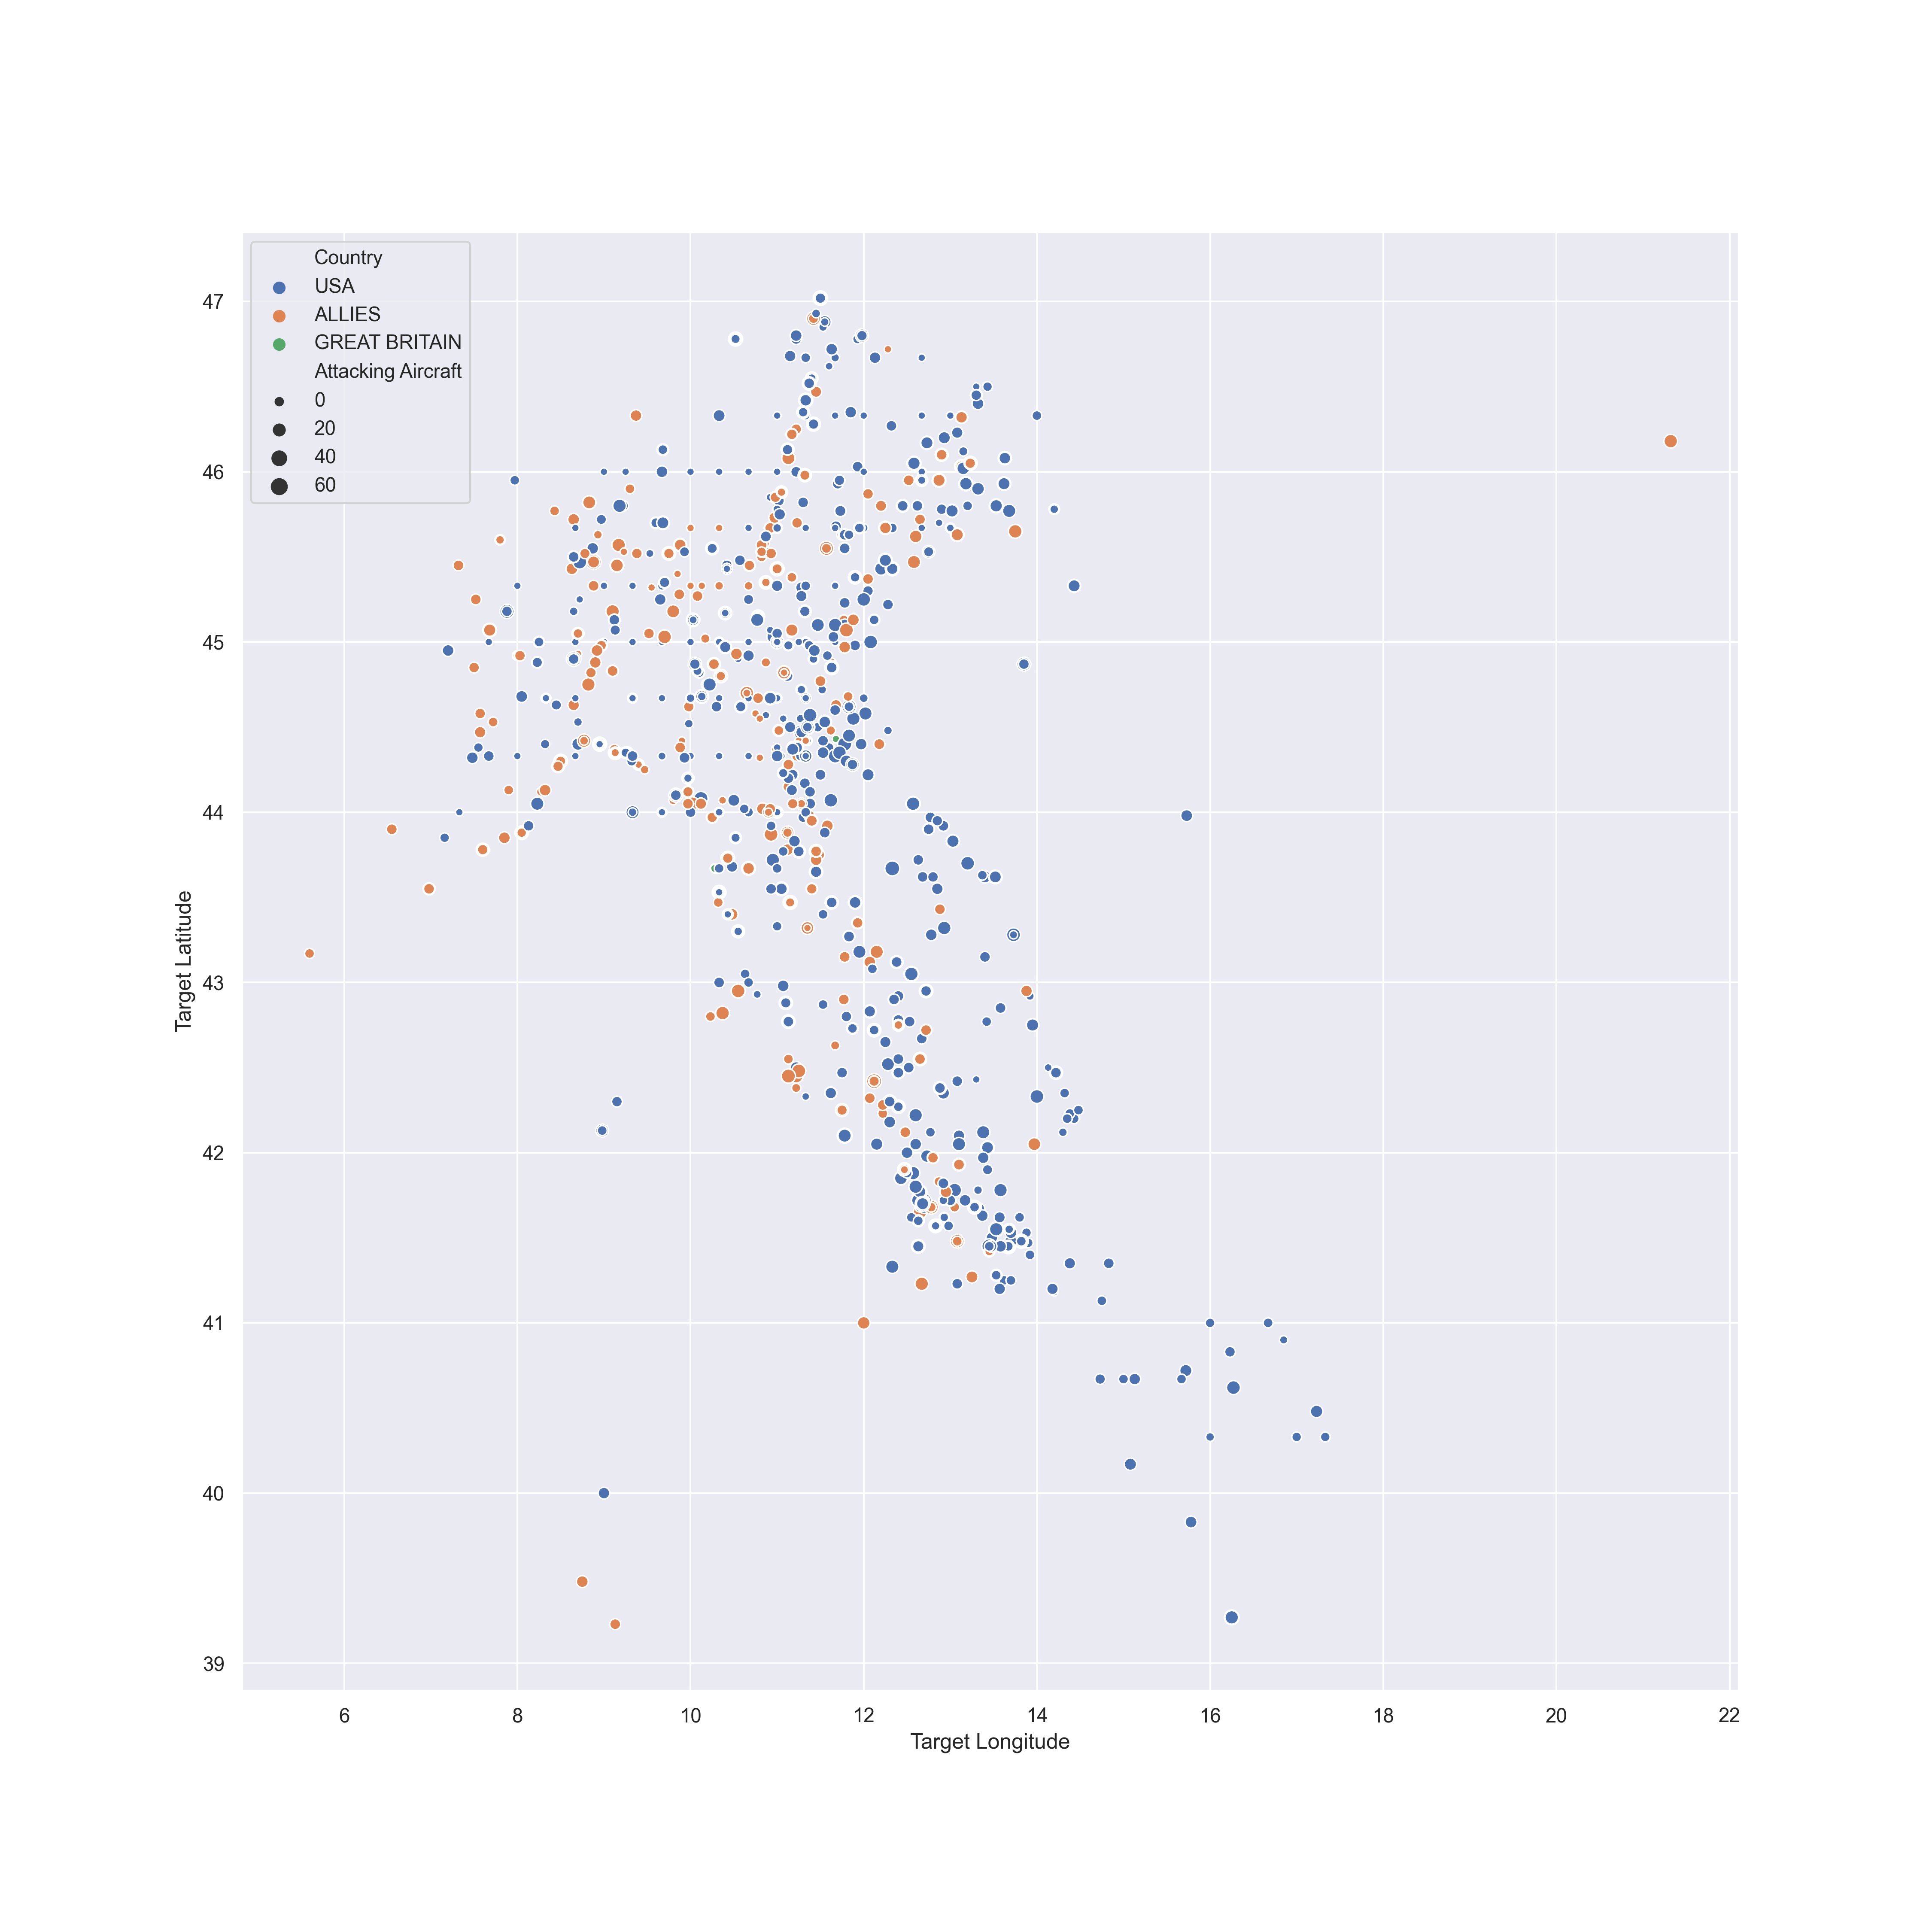 Country
USA
ALLIES
GREAT BRITAIN
Attacking Aircraft
0
20
40
60
47
46
45
44
43
42
41
40
39
Target Latitude
6 8 10 12 14 16 18 20 22
Target Longitude